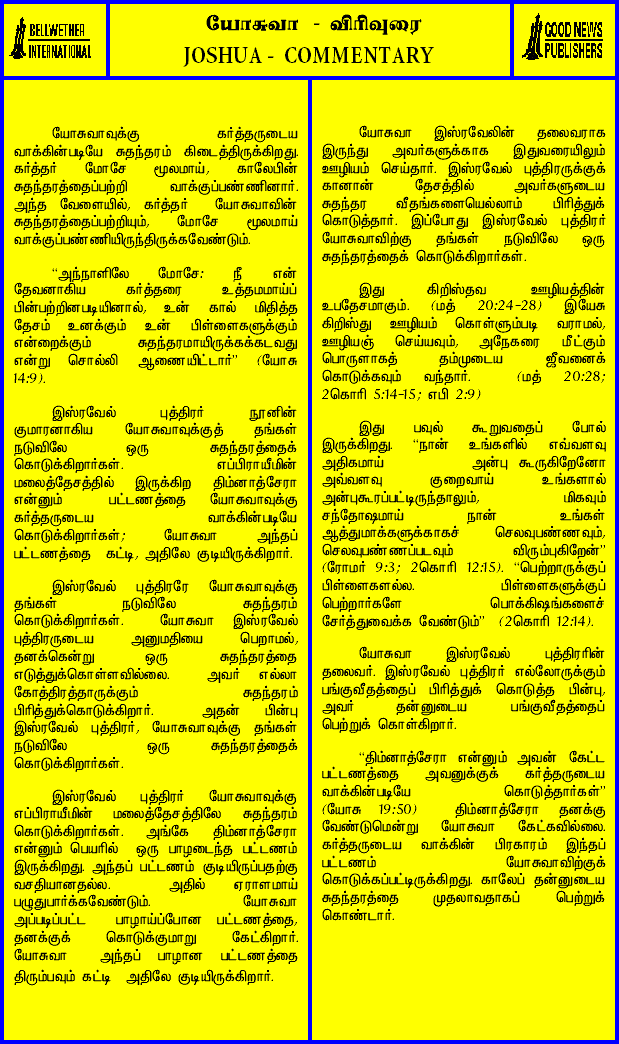 BELLWETHER
INTERNATIONAL
யோசுவா - விரிவுரை
JOSHUA - COMMENTARY
GOOD NEWS
PUBLISHERS
யோசுவாவுக்கு கர்த்தருடைய
வாக்கின்படியே சுதந்தரம் கிடைத்திருக்கிறது.
கர்த்தர் மோசே மூலமாய், காலேபின்
சுதந்தரத்தைப்பற்றி வாக்குப்பண்ணினார்.
அந்த வேளையில், கர்த்தர் யோசுவாவின்
சுதந்தரத்தைப்பற்றியும், மோசே மூலமாய்
வாக்குப்பண்ணியிருந்திருக்கவேண்டும்.
“அந்நாளிலே மோசே: நீ என்
தேவனாகிய கர்த்தரை உத்தமமாய்ப்
பின்பற்றினபடியினால், உன் கால் மிதித்த
தேசம் உனக்கும் உன் பிள்ளைகளுக்கும்
என்றைக்கும் சுதந்தரமாயிருக்கக்கடவது
என்று சொல்லி ஆணையிட்டார்” (யோசு
14:9).
இஸ்ரவேல் புத்திரர் நூனின்
குமாரனாகிய யோசுவாவுக்குத் தங்கள்
நடுவிலே ஒரு சுதந்தரத்தைக்
கொடுக்கிறார்கள். எப்பிராயீமின்
மலைத்தேசத்தில் இருக்கிற திம்னாத்சேரா
என்னும் பட்டணத்தை யோசுவாவுக்கு
கர்த்தருடைய வாக்கின்படியே
கொடுக்கிறார்கள்; யோசுவா அந்தப்
பட்டணத்தை கட்டி, அதிலே குடியிருக்கிறார்.
இஸ்ரவேல் புத்திரரே யோசுவாவுக்கு
தங்கள் நடுவிலே சுதந்தரம்
கொடுக்கிறார்கள். யோசுவா இஸ்ரவேல்
புத்திரருடைய அனுமதியை பெறாமல்,
தனக்கென்று ஒரு சுதந்தரத்தை
எடுத்துக்கொள்ளவில்லை. அவர் எல்லா
கோத்திரத்தாருக்கும் சுதந்தரம்
பிரித்துக்கொடுக்கிறார். அதன் பின்பு
இஸ்ரவேல் புத்திரர், யோசுவாவுக்கு தங்கள்
நடுவிலே ஒரு சுதந்தரத்தைக்
கொடுக்கிறார்கள்.
இஸ்ரவேல் புத்திரர் யோசுவாவுக்கு
எப்பிராயீமின் மலைத்தேசத்திலே சுதந்தரம்
கொடுக்கிறார்கள். அங்கே திம்னாத்சேரா
என்னும் பெயரில் ஒரு பாழடைந்த பட்டணம்
இருக்கிறது. அந்தப் பட்டணம் குடியிருப்பதற்கு
வசதியானதல்ல. அதில் ஏராளமாய்
பழுதுபார்க்கவேண்டும். யோசுவா
அப்படிப்பட்ட பாழாய்ப்போன பட்டணத்தை,
தனக்குக் கொடுக்குமாறு கேட்கிறார்.
யோசுவா அந்தப் பாழான பட்டணத்தை
திரும்பவும் கட்டி அதிலே குடியிருக்கிறார்.
யோசுவா இஸ்ரவேலின் தலைவராக
இருந்து அவர்களுக்காக இதுவரையிலும்
ஊழியம் செய்தார். இஸ்ரவேல் புத்திரருக்குக்
கானான் தேசத்தில் அவர்களுடைய
சுதந்தர வீதங்களையெல்லாம் பிரித்துக்
கொடுத்தார். இப்போது இஸ்ரவேல் புத்திரர்
யோசுவாவிற்கு தங்கள் நடுவிலே ஒரு
சுதந்தரத்தைக் கொடுக்கிறார்கள்.
இது கிறிஸ்தவ ஊழியத்தின்
உபதேசமாகும். (மத் 20:24-28) இயேசு
கிறிஸ்து ஊழியம் கொள்ளும்படி வராமல்,
ஊழியஞ் செய்யவும், அநேகரை மீட்கும்
பொருளாகத் தம்முடைய ஜீவனைக்
கொடுக்கவும் வந்தார். (மத் 20:28;
2கொரி 5:14-15; எபி 2:9)
இது பவுல் கூறுவதைப் போல்
இருக்கிறது. “நான் உங்களில் எவ்வளவு
அதிகமாய் அன்பு கூருகிறேனோ
அவ்வளவு குறைவாய் உங்களால்
அன்புகூரப்பட்டிருந்தாலும், மிகவும்
சந்தோஷமாய் நான் உங்கள்
ஆத்துமாக்களுக்காகச் செலவுபண்ணவும்,
செலவுபண்ணப்படவும் விரும்புகிறேன்”
(ரோமர் 9:3; 2கொரி 12:15). “பெற்றாருக்குப்
பிள்ளைகளல்ல. பிள்ளைகளுக்குப்
பெற்றார்களே பொக்கிஷங்களைச்
சேர்த்துவைக்க வேண்டும்” (2கொரி 12:14).
யோசுவா இஸ்ரவேல் புத்திரரின்
தலைவர். இஸ்ரவேல் புத்திரர் எல்லோருக்கும்
பங்குவீதத்தைப் பிரித்துக் கொடுத்த பின்பு,
அவர் தன்னுடைய பங்குவீதத்தைப்
பெற்றுக் கொள்கிறார்.
“திம்னாத்சேரா என்னும் அவன் கேட்ட
பட்டணத்தை அவனுக்குக் கர்த்தருடைய
வாக்கின்படியே கொடுத்தார்கள்”
(யோசு 19:50) திம்னாத்சேரா தனக்கு
வேண்டுமென்று யோசுவா கேட்கவில்லை.
கர்த்தருடைய வாக்கின் பிரகாரம் இந்தப்
பட்டணம் யோசுவாவிற்குக்
கொடுக்கப்பட்டிருக்கிறது. காலேப் தன்னுடைய
சுதந்தரத்தை முதலாவதாகப் பெற்றுக்
கொண்டார்.